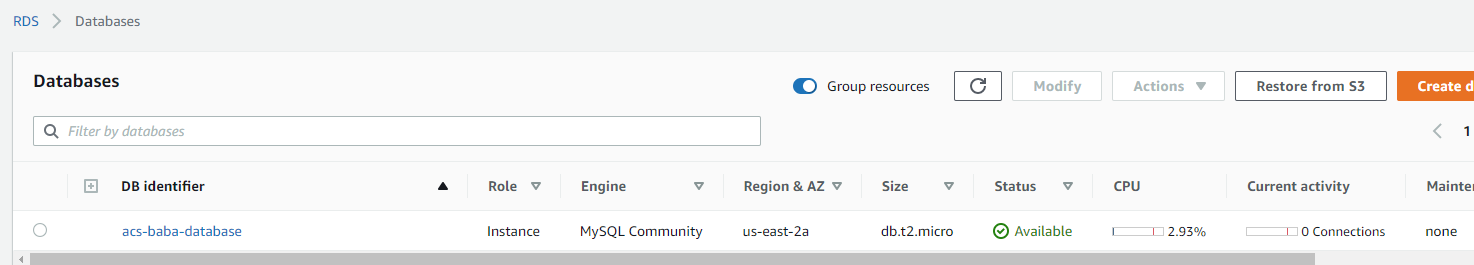 RDS > Databases
Databases
Group resources
Modify
Actions
Restore from S3
Create d
Filter by databases
1
DB identifier Role Engine Region & AZ Size Status CPU Current activity Mainte
acs-baba-database Instance MySQL Community us-east-2a db.t2.micro Available 2.93% 0 Connections none